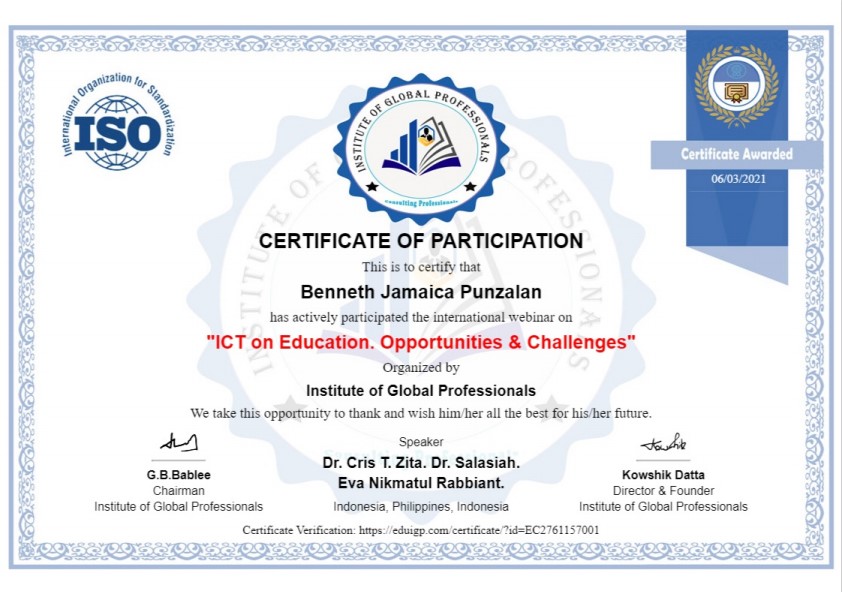 International Organization for Standardization
ISO
INSTITUTE OF GLOBAL PROFESSIONALS
Consulting Professionals
Certificate Awarded
06/03/2021
CERTIFICATE OF PARTICIPATION
This is to certify that
Benneth Jamaica Punzalan
has actively participated the international webinar on
"ICT on Education. Opportunities & Challenges"
Organized by
Institute of Global Professionals
We take this opportunity to thank and wish him/her all the best for his/her future.
Speaker
Dr. Cris T. Zita. Dr. Salasiah.
Eva Nikmatul Rabbiant.
Indonesia, Philippines, Indonesia
G.B.Bablee
Chairman
Institute of Global Professionals
Kowshik Datta
Director & Founder
Institute of Global Professionals
Certificate Verification: https://eduigp.com/certificate/?id=EC2761157001